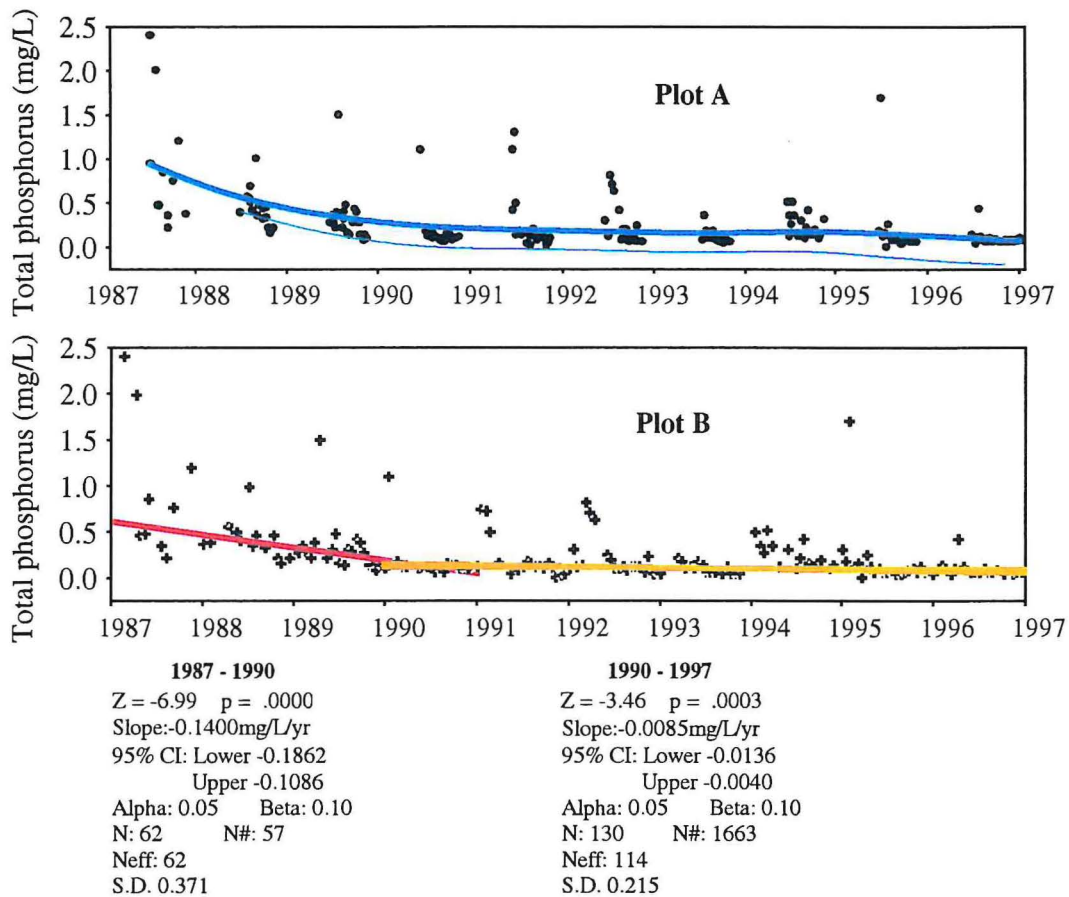 Total phosphorus (mg/L)
2.5
2.0
1.5
1.0
0.5
0.0
Plot A
1987 1988 1989 1990 1991 1992 1993 1994 1995 1996 1997
Total phosphorus (mg/L)
2.5
2.0
1.5
1.0
0.5
0.0
Plot B
1987 1988 1989 1990 1991 1992 1993 1994 1995 1996 1997
1987 - 1990
Z = -6.99 p = .0000
Slope:-0.1400mg/L/yr
95% CI: Lower -0.1862
Upper -0.1086
Alpha: 0.05 Beta: 0.10
N: 62 N#: 57
Neff: 62
S.D. 0.371
1990 - 1997
Z = -3.46 p = .0003
Slope:-0.0085mg/L/yr
95% CI: Lower -0.0136
Upper -0.0040
Alpha: 0.05 Beta: 0.10
N: 130 N#: 1663
Neff: 114
S.D. 0.215